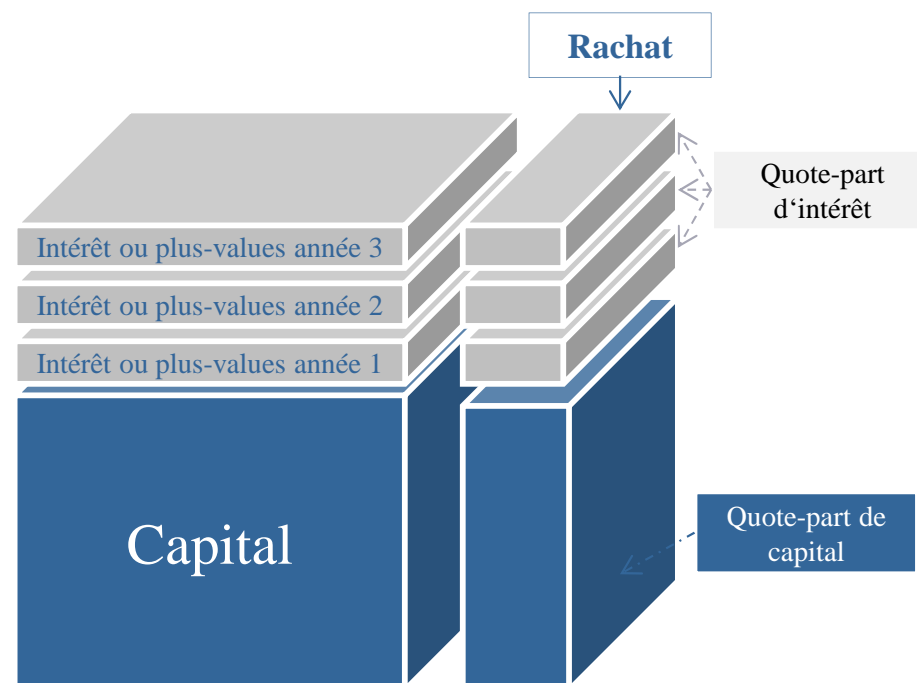 Rachat
Quote-part
d‘intérêt
Intérêt ou plus-values année 3
Intérêt ou plus-values année 2
Intérêt ou plus-values année 1
Capital
Quote-part de
capital